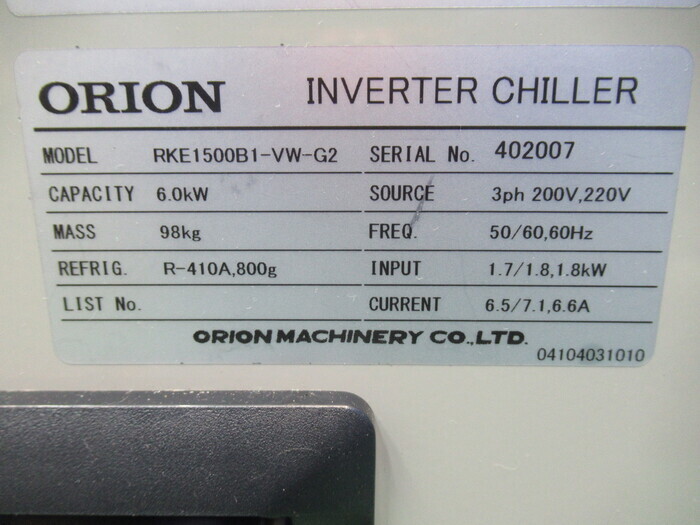 ORION INVERTER CHILLER
MODEL RKE1500B1-VW-G2 SERIAL No. 402007
CAPACITY 6.0kW SOURCE 3ph 200V,220V
MASS 98kg FREQ. 50/60,60Hz
REFRIG. R-410A,800g INPUT 1.7/1.8,1.8kW
LIST No. CURRENT 6.5/7.1,6.6A
ORION MACHINERY CO.,LTD.
04104031010